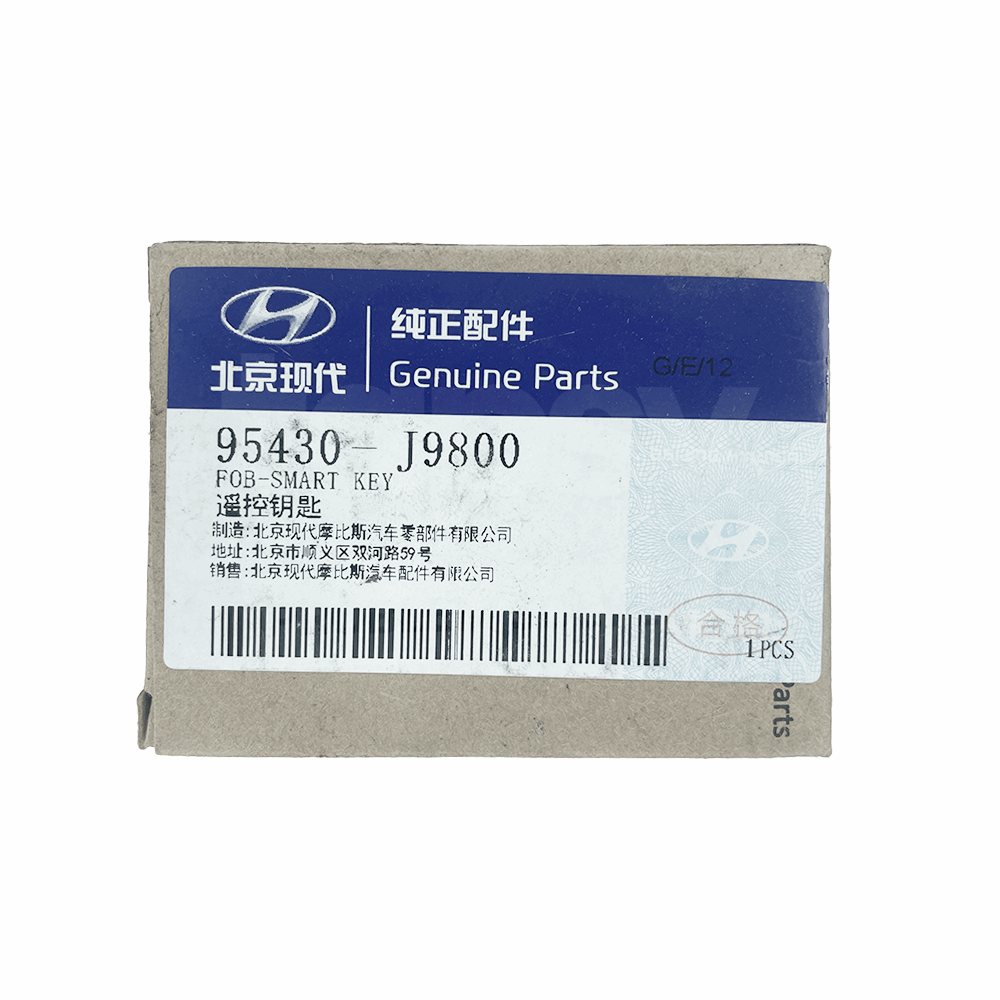 纯正配件
北京现代
Genuine Parts
G/E/12
95430-J9800
FOB-SMART KEY
遥控钥匙
制造:北京现代摩比斯汽车零部件有限公司
地址:北京市顺义区双河路59号
销售:北京现代摩比斯汽车配件有限公司
合格
1PCS
Parts